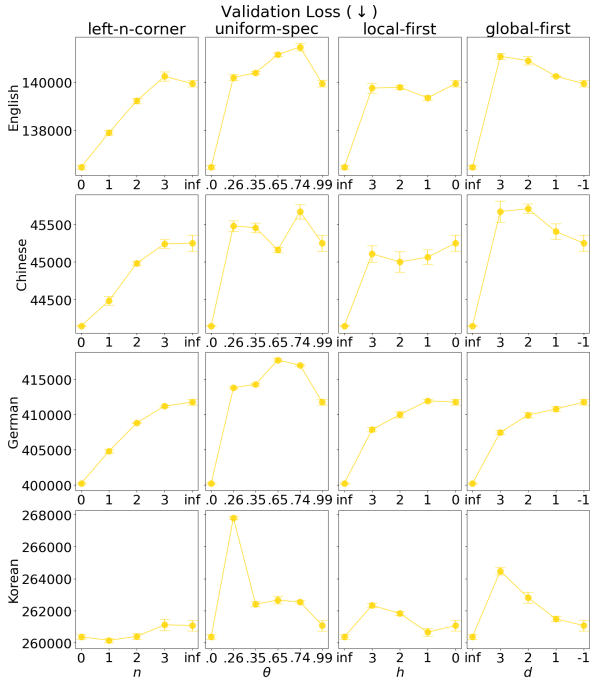 Validation Loss (↓)
left-n-corner uniform-spec local-first global-first
English
140000
138000
0 1 2 3 inf .0 .26 .35 .65 .74 .99 inf 3 2 1 0 inf 3 2 1 -1
Chinese
45500
45000
44500
0 1 2 3 inf .0 .26 .35 .65 .74 .99 inf 3 2 1 0 inf 3 2 1 -1
German
415000
410000
405000
400000
0 1 2 3 inf .0 .26 .35 .65 .74 .99 inf 3 2 1 0 inf 3 2 1 -1
Korean
268000
266000
264000
262000
260000
0 1 2 3 inf .0 .26 .35 .65 .74 .99 inf 3 2 1 0 inf 3 2 1 -1
n θ h d